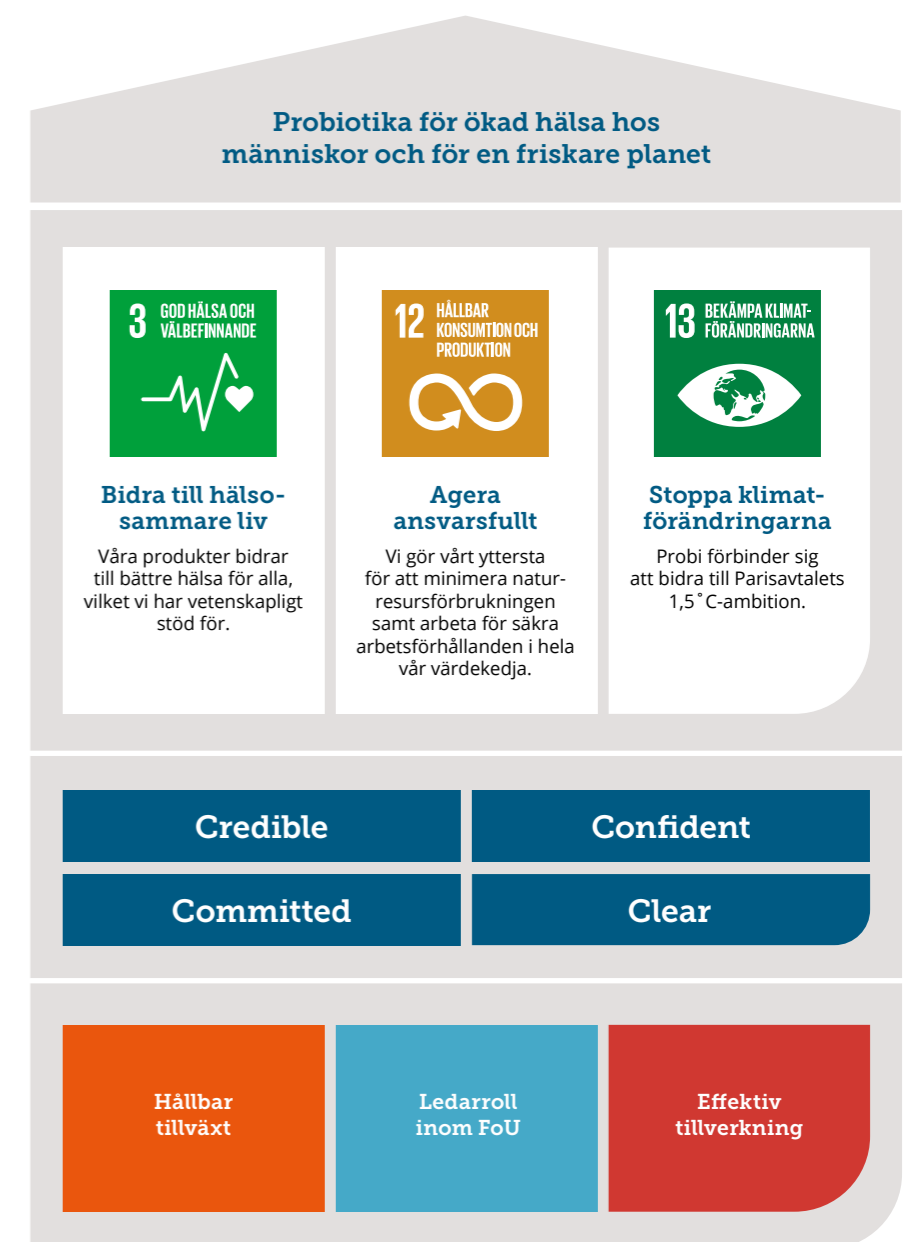 Probiotika för ökad hälsa hos
människor och för en friskare planet
3 GOD HÄLSA OCH
VÄLBEFINNANDE
Bidra till hälso-
sammare liv
Våra produkter bidrar
till bättre hälsa för alla,
vilket vi har vetenskapligt
stöd för.
12 HÅLLBAR
KONSUMTION OCH
PRODUKTION
Agera
ansvarsfullt
Vi gör vårt yttersta
för att minimera natur-
resursförbrukningen
samt arbeta för säkra
arbetsförhållanden i hela
vår värdekedja.
13 BEKÄMPA KLIMAT-
FÖRÄNDRINGARNA
Stoppa klimat-
förändringarna
Probi förbinder sig
att bidra till Parisavtalets
1,5˚C-ambition.
Credible
Confident
Committed
Clear
Hållbar
tillväxt
Ledarroll
inom FoU
Effektiv
tillverkning